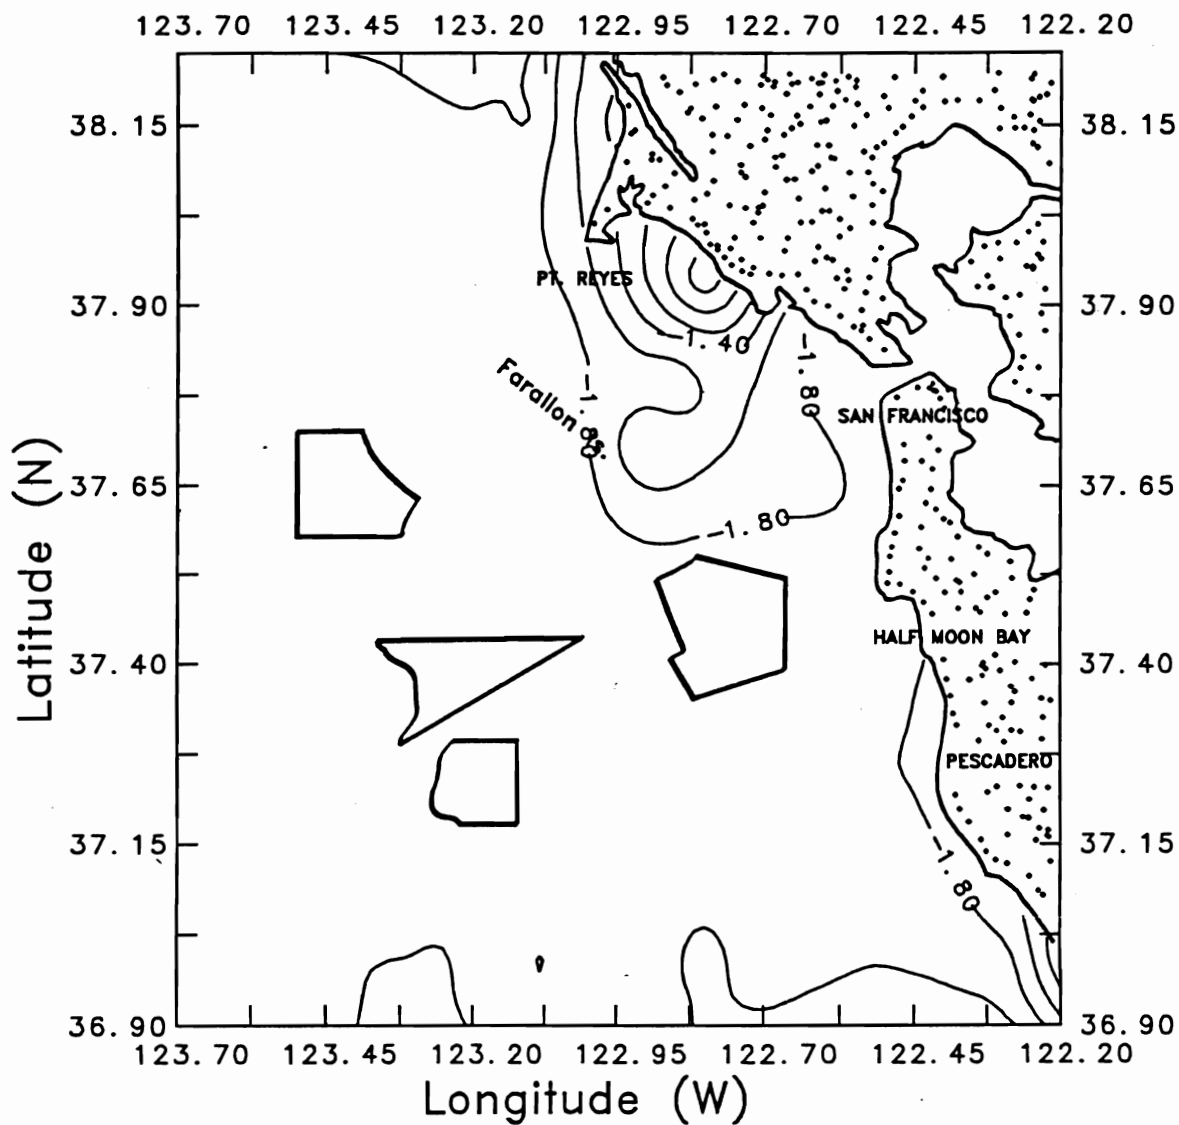 123.70 123.45 123.20 122.95 122.70 122.45 122.20
38.15 38.15
PT. REYES
37.90 37.90
-1.40
-1.80
Farallon Is.
-1.80
SAN FRANCISCO
37.65 37.65
-1.80
Latitude (N)
HALF MOON BAY
37.40 37.40
PESCADERO
37.15 37.15
-1.80
36.90 36.90
123.70 123.45 123.20 122.95 122.70 122.45 122.20
Longitude (W)